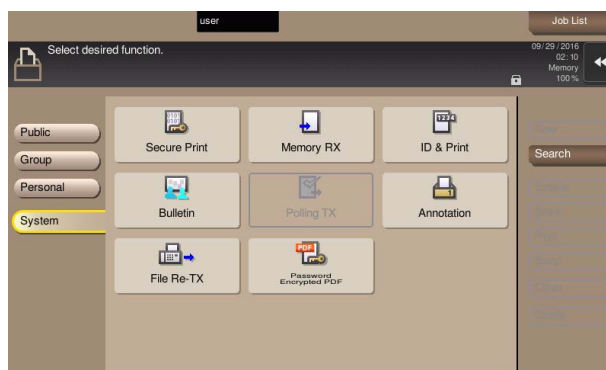 user
Job List
Select desired function.
09/29/2016
02:10
Memory
100%
Public
Group
Personal
System
Secure Print
Memory RX
ID & Print
Bulletin
Polling TX
Annotation
File Re-TX
Password
Encrypted PDF
Search